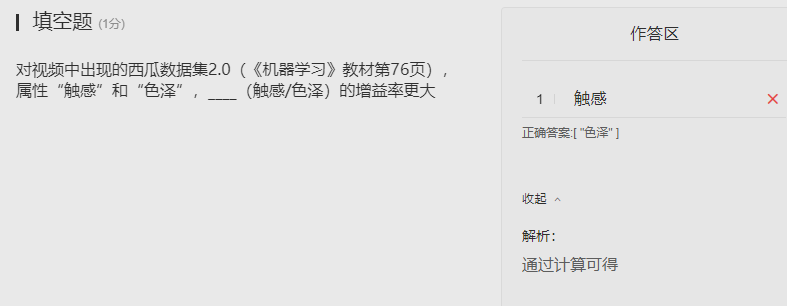 填空题 (1分)
对视频中出现的西瓜数据集2.0（《机器学习》教材第76页），
属性“触感”和“色泽”，____（触感/色泽）的增益率更大
作答区
1 触感
正确答案:[ "色泽" ]
收起
解析：
通过计算可得